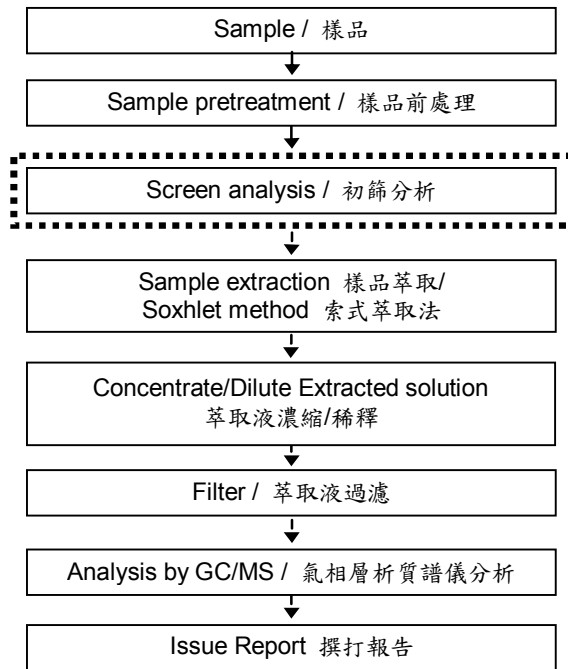 Sample / 樣品
Sample pretreatment / 樣品前處理
Screen analysis / 初篩分析
Sample extraction 樣品萃取/
Soxhlet method 索式萃取法
Concentrate/Dilute Extracted solution
萃取液濃縮/稀釋
Filter / 萃取液過濾
Analysis by GC/MS / 氣相層析質譜儀分析
Issue Report 撰打報告